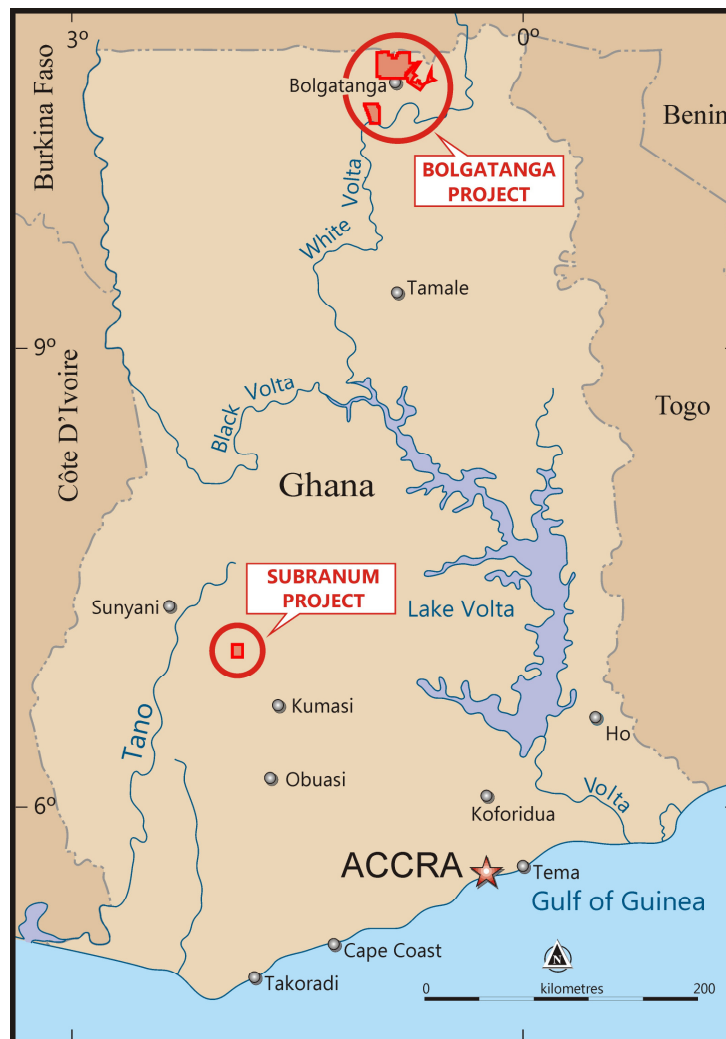 3º
0º
Burkina Faso
Bolgatanga
Benin
BOLGATANGA
PROJECT
White Volta
Tamale
9º
Côte D'Ivoire
Black Volta
Togo
Ghana
SUBRANUM
PROJECT
Sunyani
Lake Volta
Tano
Kumasi
Ho
Obuasi
Volta
Koforidua
6º
ACCRA
Tema
Gulf of Guinea
Cape Coast
N
Takoradi
0 kilometres 200